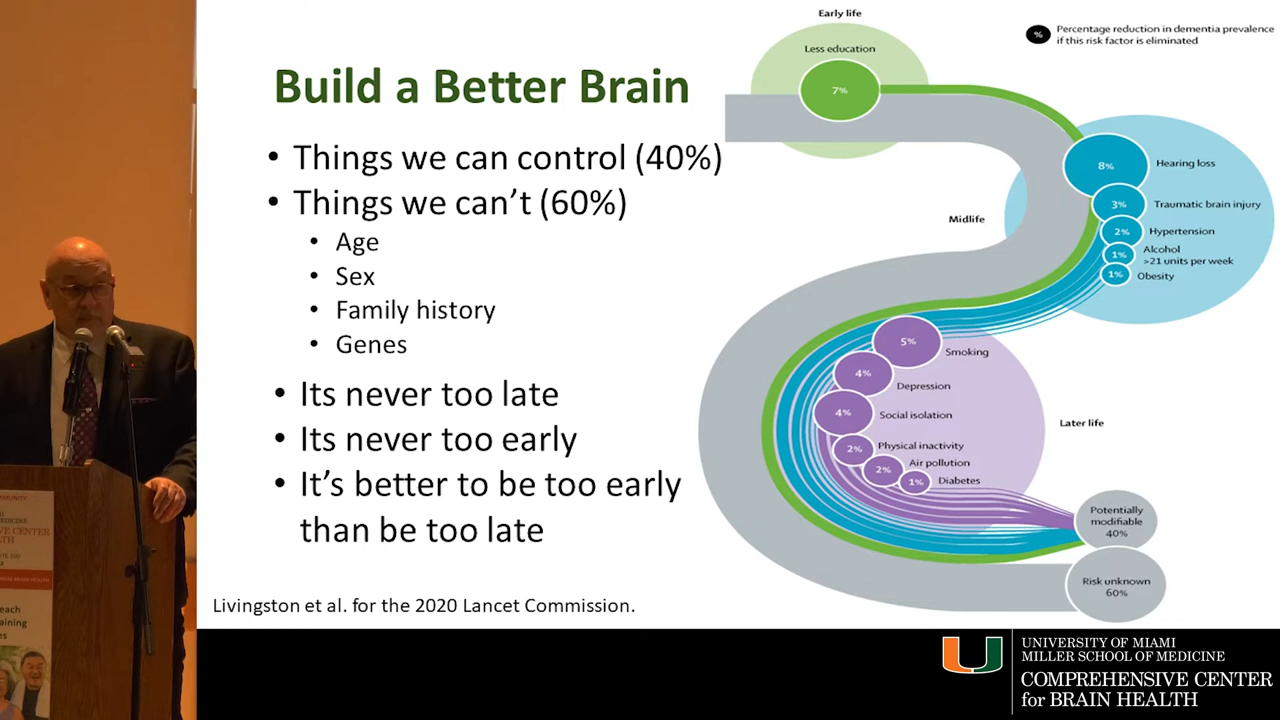 Build a Better Brain
• Things we can control (40%)
• Things we can’t (60%)
• Age
• Sex
• Family history
• Genes
• Its never too late
• Its never too early
• It’s better to be too early
than be too late
Livingston et al. for the 2020 Lancet Commission.
Early life
Less education
7%
%
Percentage reduction in dementia prevalence
if this risk factor is eliminated
Midlife
8%
Hearing loss
3%
Traumatic brain injury
2%
Hypertension
1%
Alcohol
>21 units per week
1%
Obesity
5%
Smoking
4%
Depression
4%
Social isolation
2%
Physical inactivity
2%
Air pollution
1%
Diabetes
Later life
Potentially
modifiable
40%
Risk unknown
60%
UNIVERSITY OF MIAMI
MILLER SCHOOL OF MEDICINE
COMPREHENSIVE CENTER
for BRAIN HEALTH